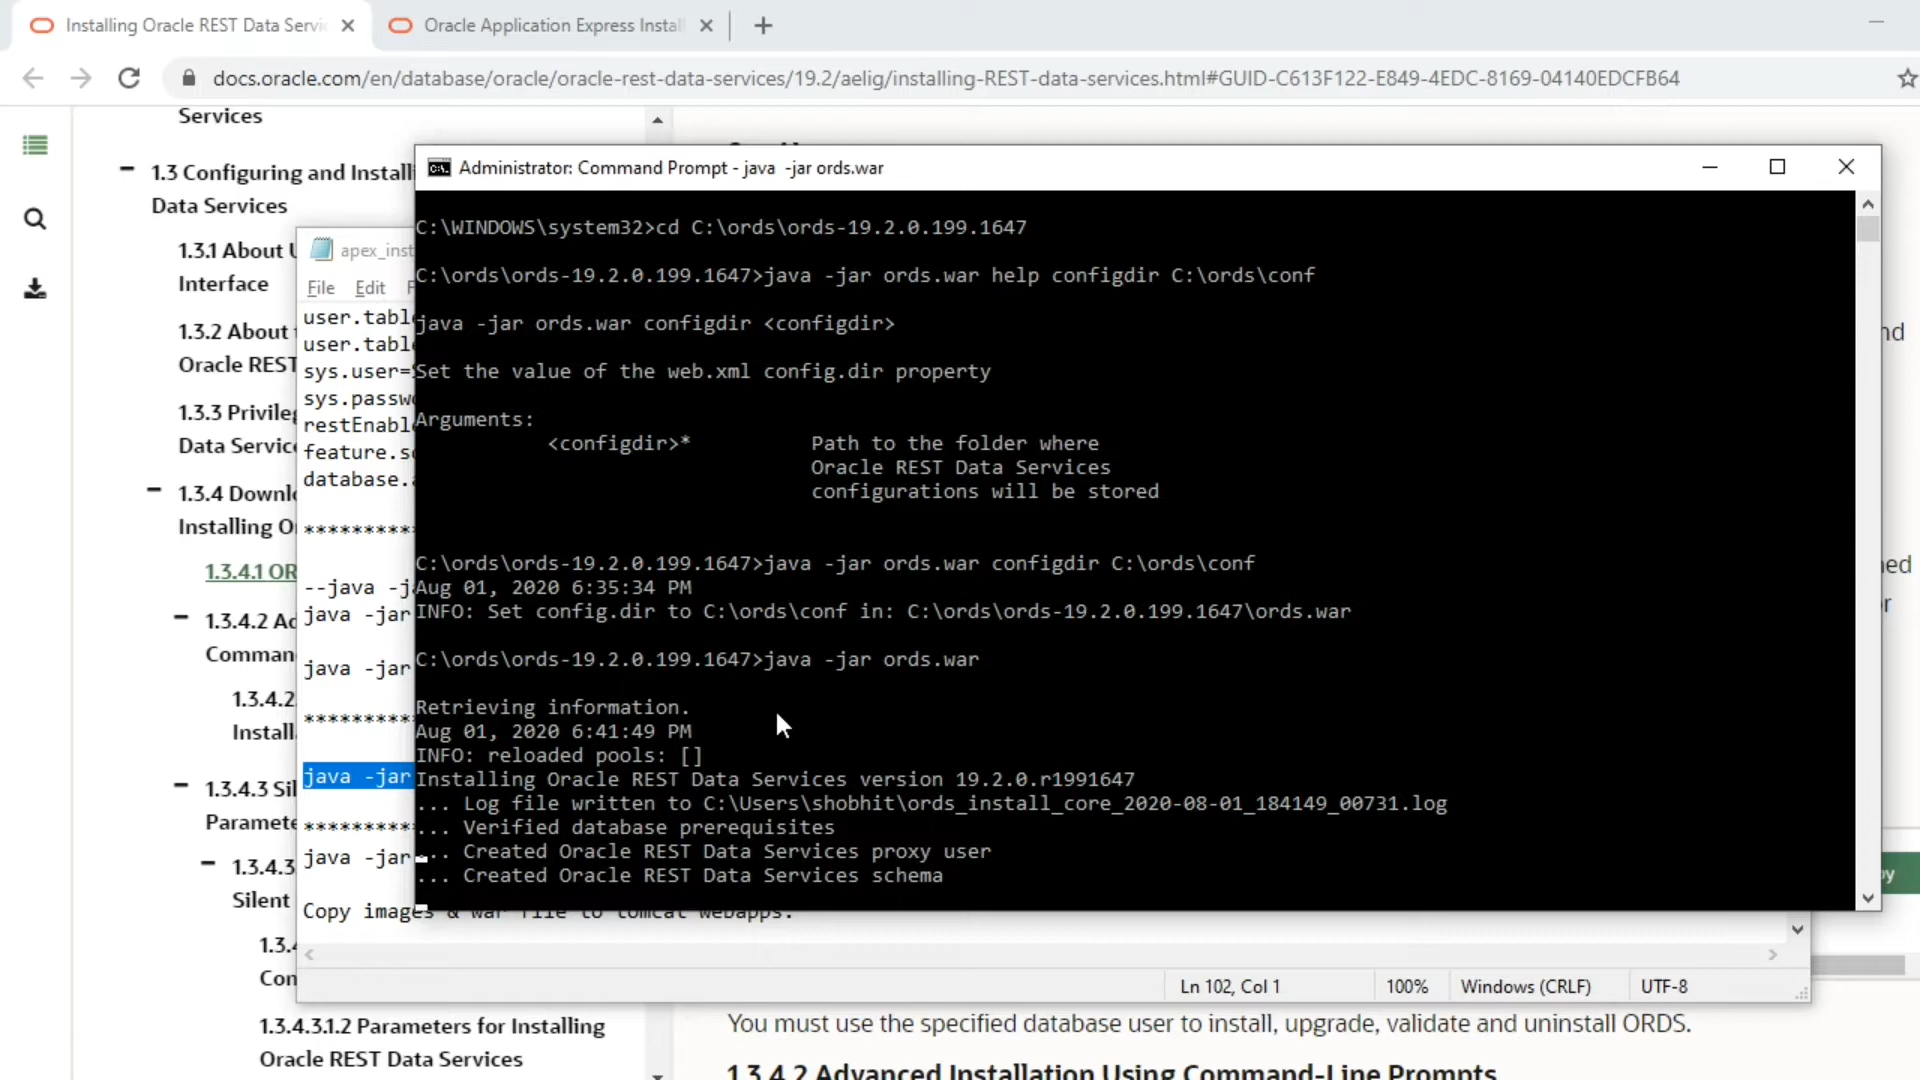 Installing Oracle REST Data Servi
Oracle Application Express Instal
docs.oracle.com/en/database/oracle/oracle-rest-data-services/19.2/aelig/installing-REST-data-services.html#GUID-C613F122-E849-4EDC-8169-04140EDCFB64
Services
1.3 Configuring and Installi
Data Services
1.3.1 About U
Interface
1.3.2 About
Oracle REST
1.3.3 Privileg
Data Service
1.3.4 Downlo
Installing O
1.3.4.1 OR
1.3.4.2 Ad
Comman
1.3.4.2.
Install
1.3.4.3 Sil
Paramete
1.3.4.3
Silent
1.3.4
Con
1.3.4.3.1.2 Parameters for Installing
Oracle REST Data Services
apex_inst
File Edit F
user.tabl
user.tabl
sys.user=
sys.passw
restEnabl
feature.s
database.
*********
--java -j
java -jar
java -jar
*********
java -jar
*********
java -jar
Copy images & war file to tomcat webapps.
Ln 102, Col 1 100% Windows (CRLF) UTF-8
Administrator: Command Prompt - java -jar ords.war
C:\WINDOWS\system32>cd C:\ords\ords-19.2.0.199.1647
C:\ords\ords-19.2.0.199.1647>java -jar ords.war help configdir C:\ords\conf
java -jar ords.war configdir <configdir>
Set the value of the web.xml config.dir property
Arguments:
<configdir>* Path to the folder where
Oracle REST Data Services
configurations will be stored
C:\ords\ords-19.2.0.199.1647>java -jar ords.war configdir C:\ords\conf
Aug 01, 2020 6:35:34 PM
INFO: Set config.dir to C:\ords\conf in: C:\ords\ords-19.2.0.199.1647\ords.war
C:\ords\ords-19.2.0.199.1647>java -jar ords.war
Retrieving information.
Aug 01, 2020 6:41:49 PM
INFO: reloaded pools: []
Installing Oracle REST Data Services version 19.2.0.r1991647
... Log file written to C:\Users\shobhit\ords_install_core_2020-08-01_184149_00731.log
... Verified database prerequisites
... Created Oracle REST Data Services proxy user
... Created Oracle REST Data Services schema
nd
ned
r
py
You must use the specified database user to install, upgrade, validate and uninstall ORDS.
1.3.4.2 Advanced Installation Using Command-Line Prompts